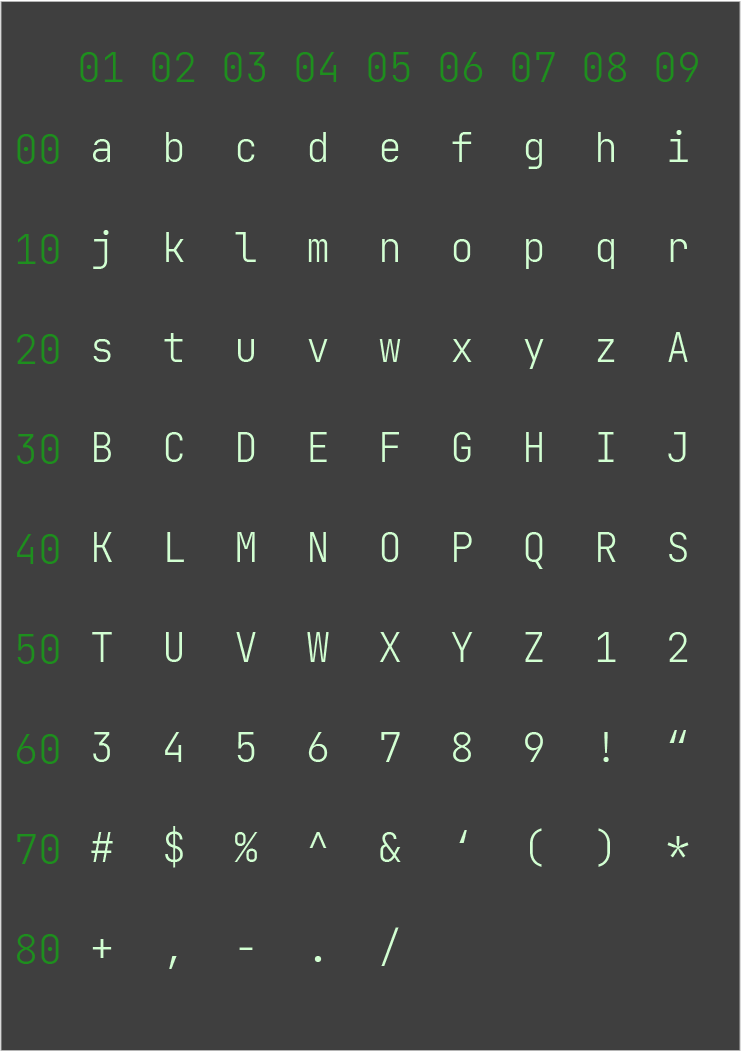 01 02 03 04 05 06 07 08 09
00 a b c d e f g h i
10 j k l m n o p q r
20 s t u v w x y z A
30 B C D E F G H I J
40 K L M N O P Q R S
50 T U V W X Y Z 1 2
60 3 4 5 6 7 8 9 ! “
70 # $ % ^ & ‘ ( ) *
80 + , - . /